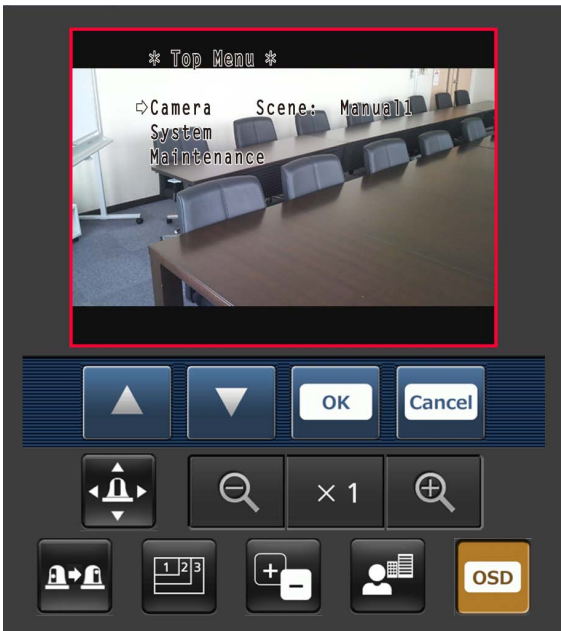 * Top Menu *
⇨Camera Scene: Manual1
System
Maintenance
OK Cancel
× 1
1 2 3
OSD